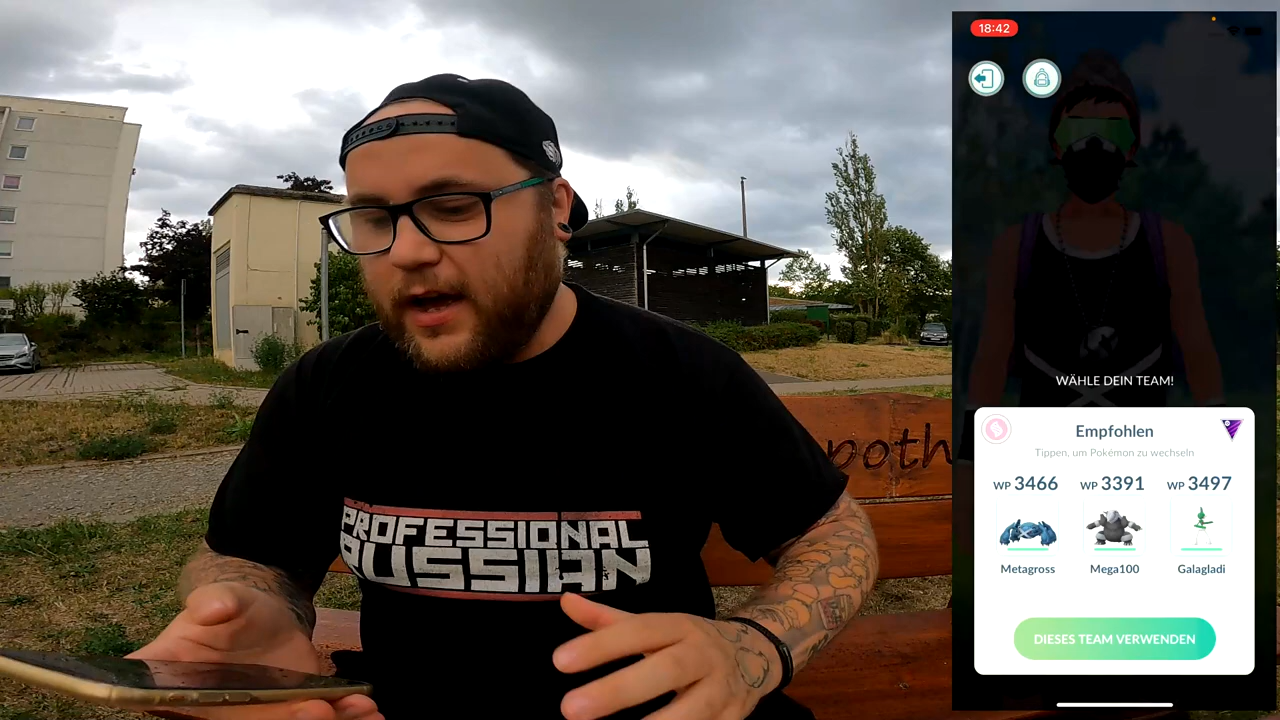 18:42
WÄHLE DEIN TEAM!
Empfohlen
Tippen, um Pokémon zu wechseln
WP 3466 WP 3391 WP 3497
Metagross Mega100 Galagladi
DIESES TEAM VERWENDEN
poth
PROFESSIONAL
RUSSIAN